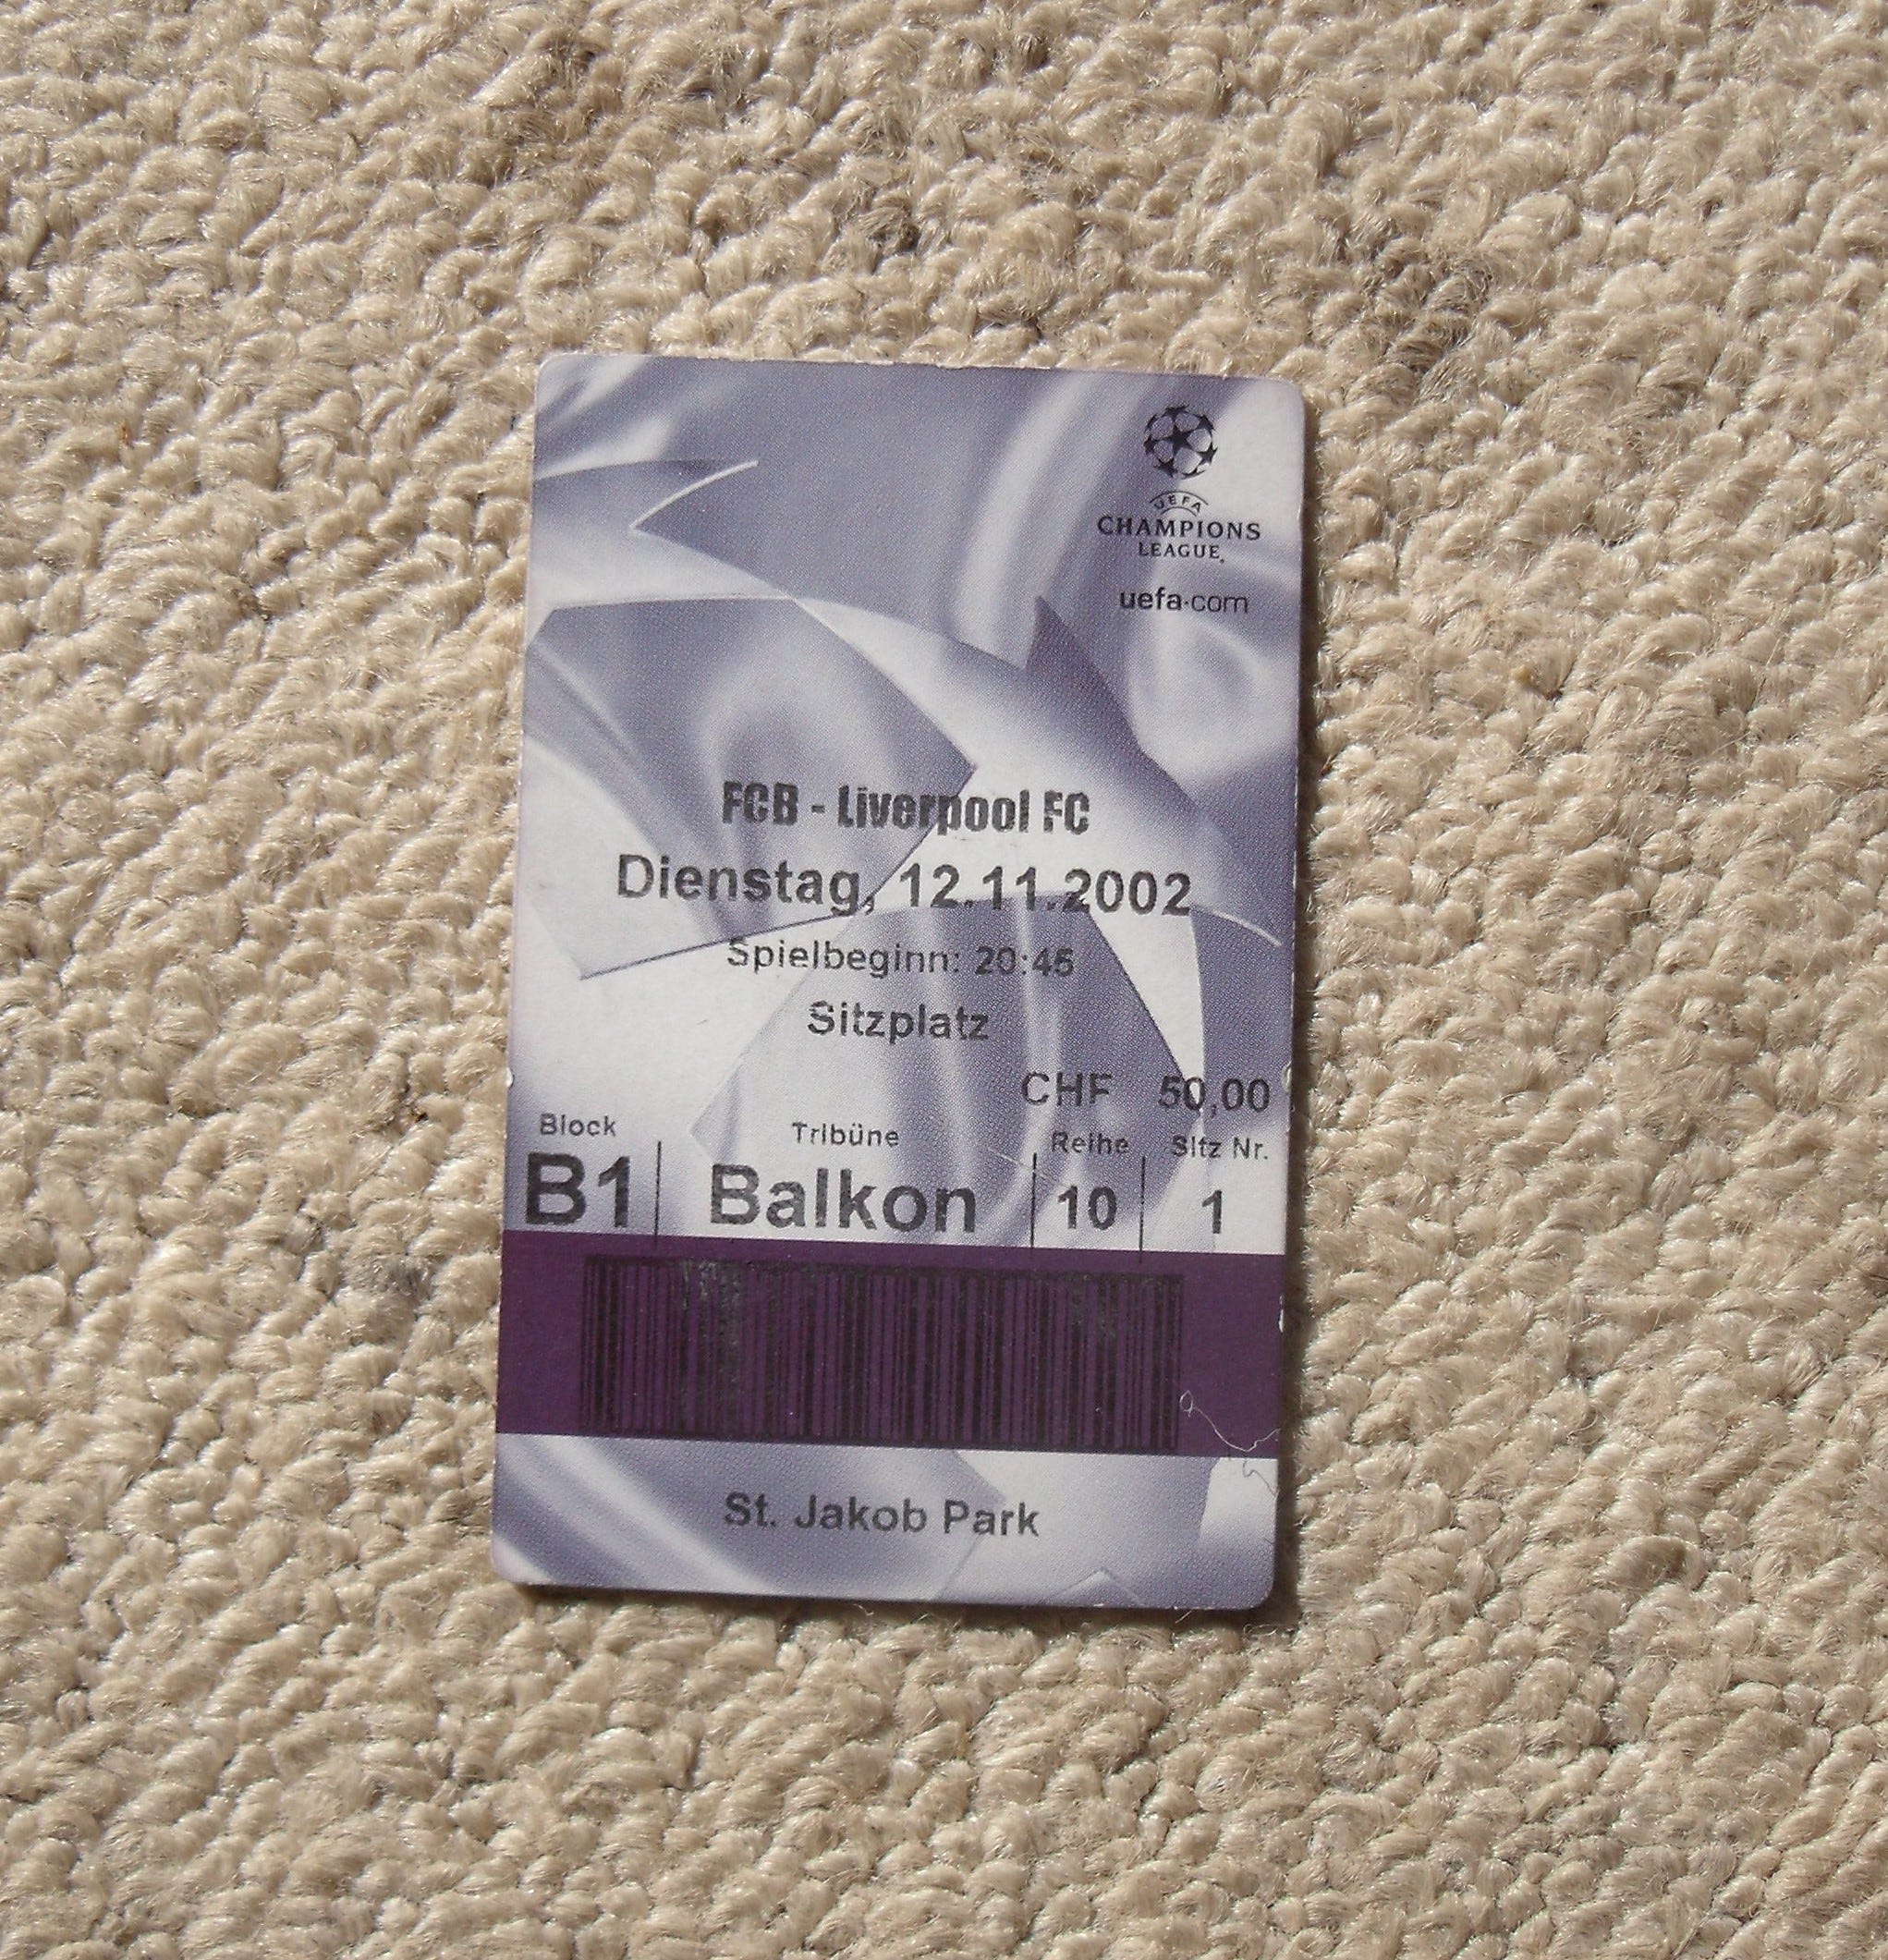 UEFA
CHAMPIONS
LEAGUE
uefa.com
FCB - Liverpool FC
Dienstag, 12.11.2002
Spielbeginn: 20:45
Sitzplatz
CHF 50,00
Block Tribüne Reihe Sitz Nr.
B1 Balkon 10 1
St. Jakob Park